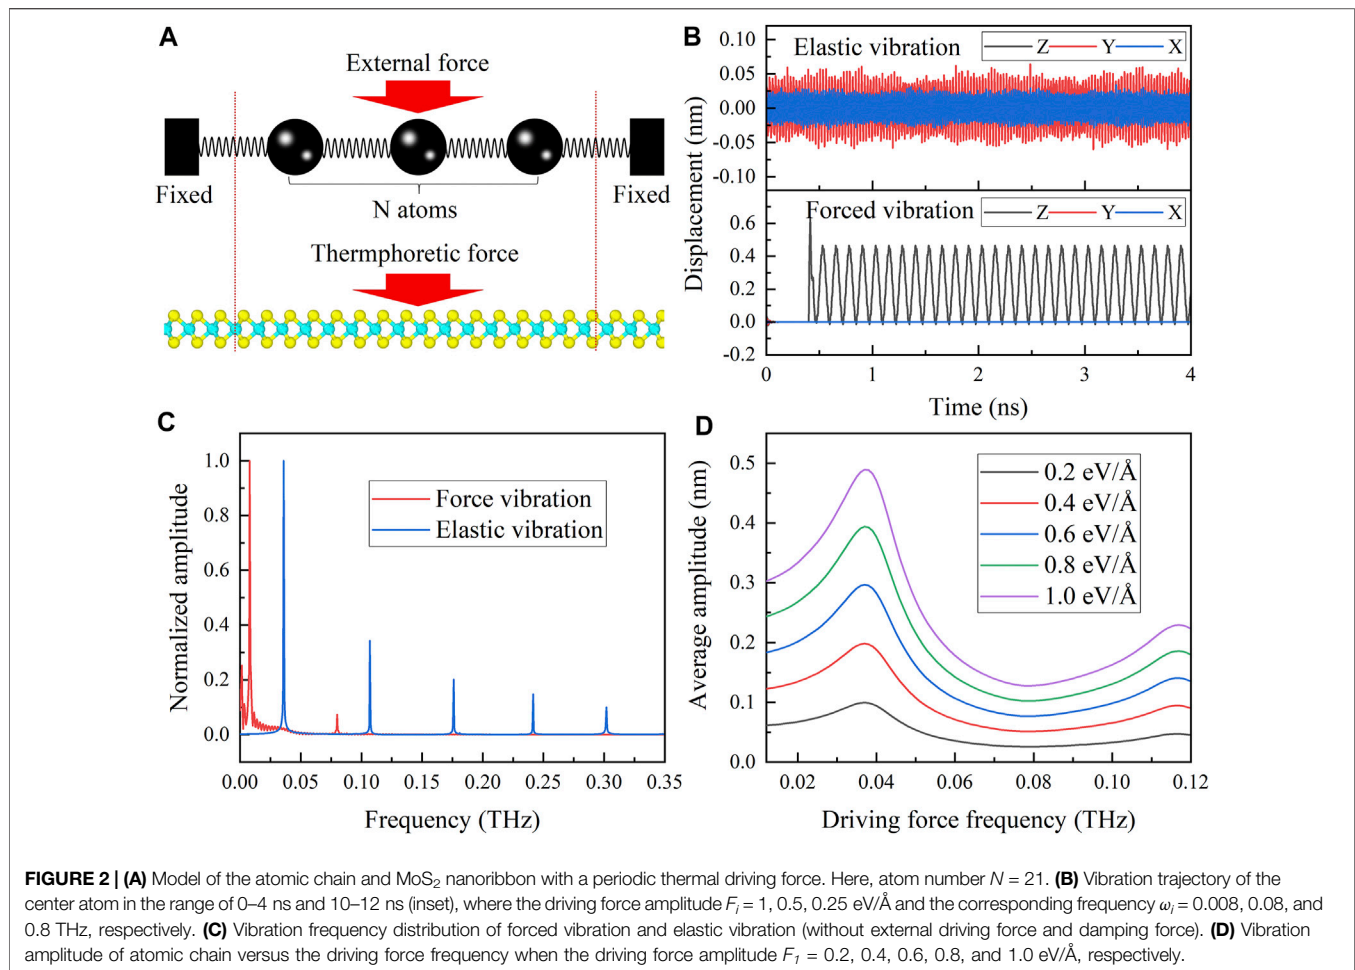 A
External force
Fixed
Fixed
N atoms
Thermphoretic force
B
Elastic vibration
Z Y X
0.10
0.05
0.00
-0.05
-0.10
Forced vibration
Z Y X
0.6
0.4
0.2
0.0
-0.2
Displacement (nm)
0 1 2 3 4
Time (ns)
C
1.0
0.8
0.6
0.4
0.2
0.0
Normalized amplitude
Force vibration
Elastic vibration
0.00 0.05 0.10 0.15 0.20 0.25 0.30 0.35
Frequency (THz)
D
0.5
0.4
0.3
0.2
0.1
0.0
Average amplitude (nm)
0.2 eV/Å
0.4 eV/Å
0.6 eV/Å
0.8 eV/Å
1.0 eV/Å
0.02 0.04 0.06 0.08 0.10 0.12
Driving force frequency (THz)
FIGURE 2 | (A) Model of the atomic chain and MoS₂ nanoribbon with a periodic thermal driving force. Here, atom number N = 21. (B) Vibration trajectory of the
center atom in the range of 0–4 ns and 10–12 ns (inset), where the driving force amplitude Fᵢ = 1, 0.5, 0.25 eV/Å and the corresponding frequency ωᵢ = 0.008, 0.08, and
0.8 THz, respectively. (C) Vibration frequency distribution of forced vibration and elastic vibration (without external driving force and damping force). (D) Vibration
amplitude of atomic chain versus the driving force frequency when the driving force amplitude F₁ = 0.2, 0.4, 0.6, 0.8, and 1.0 eV/Å, respectively.